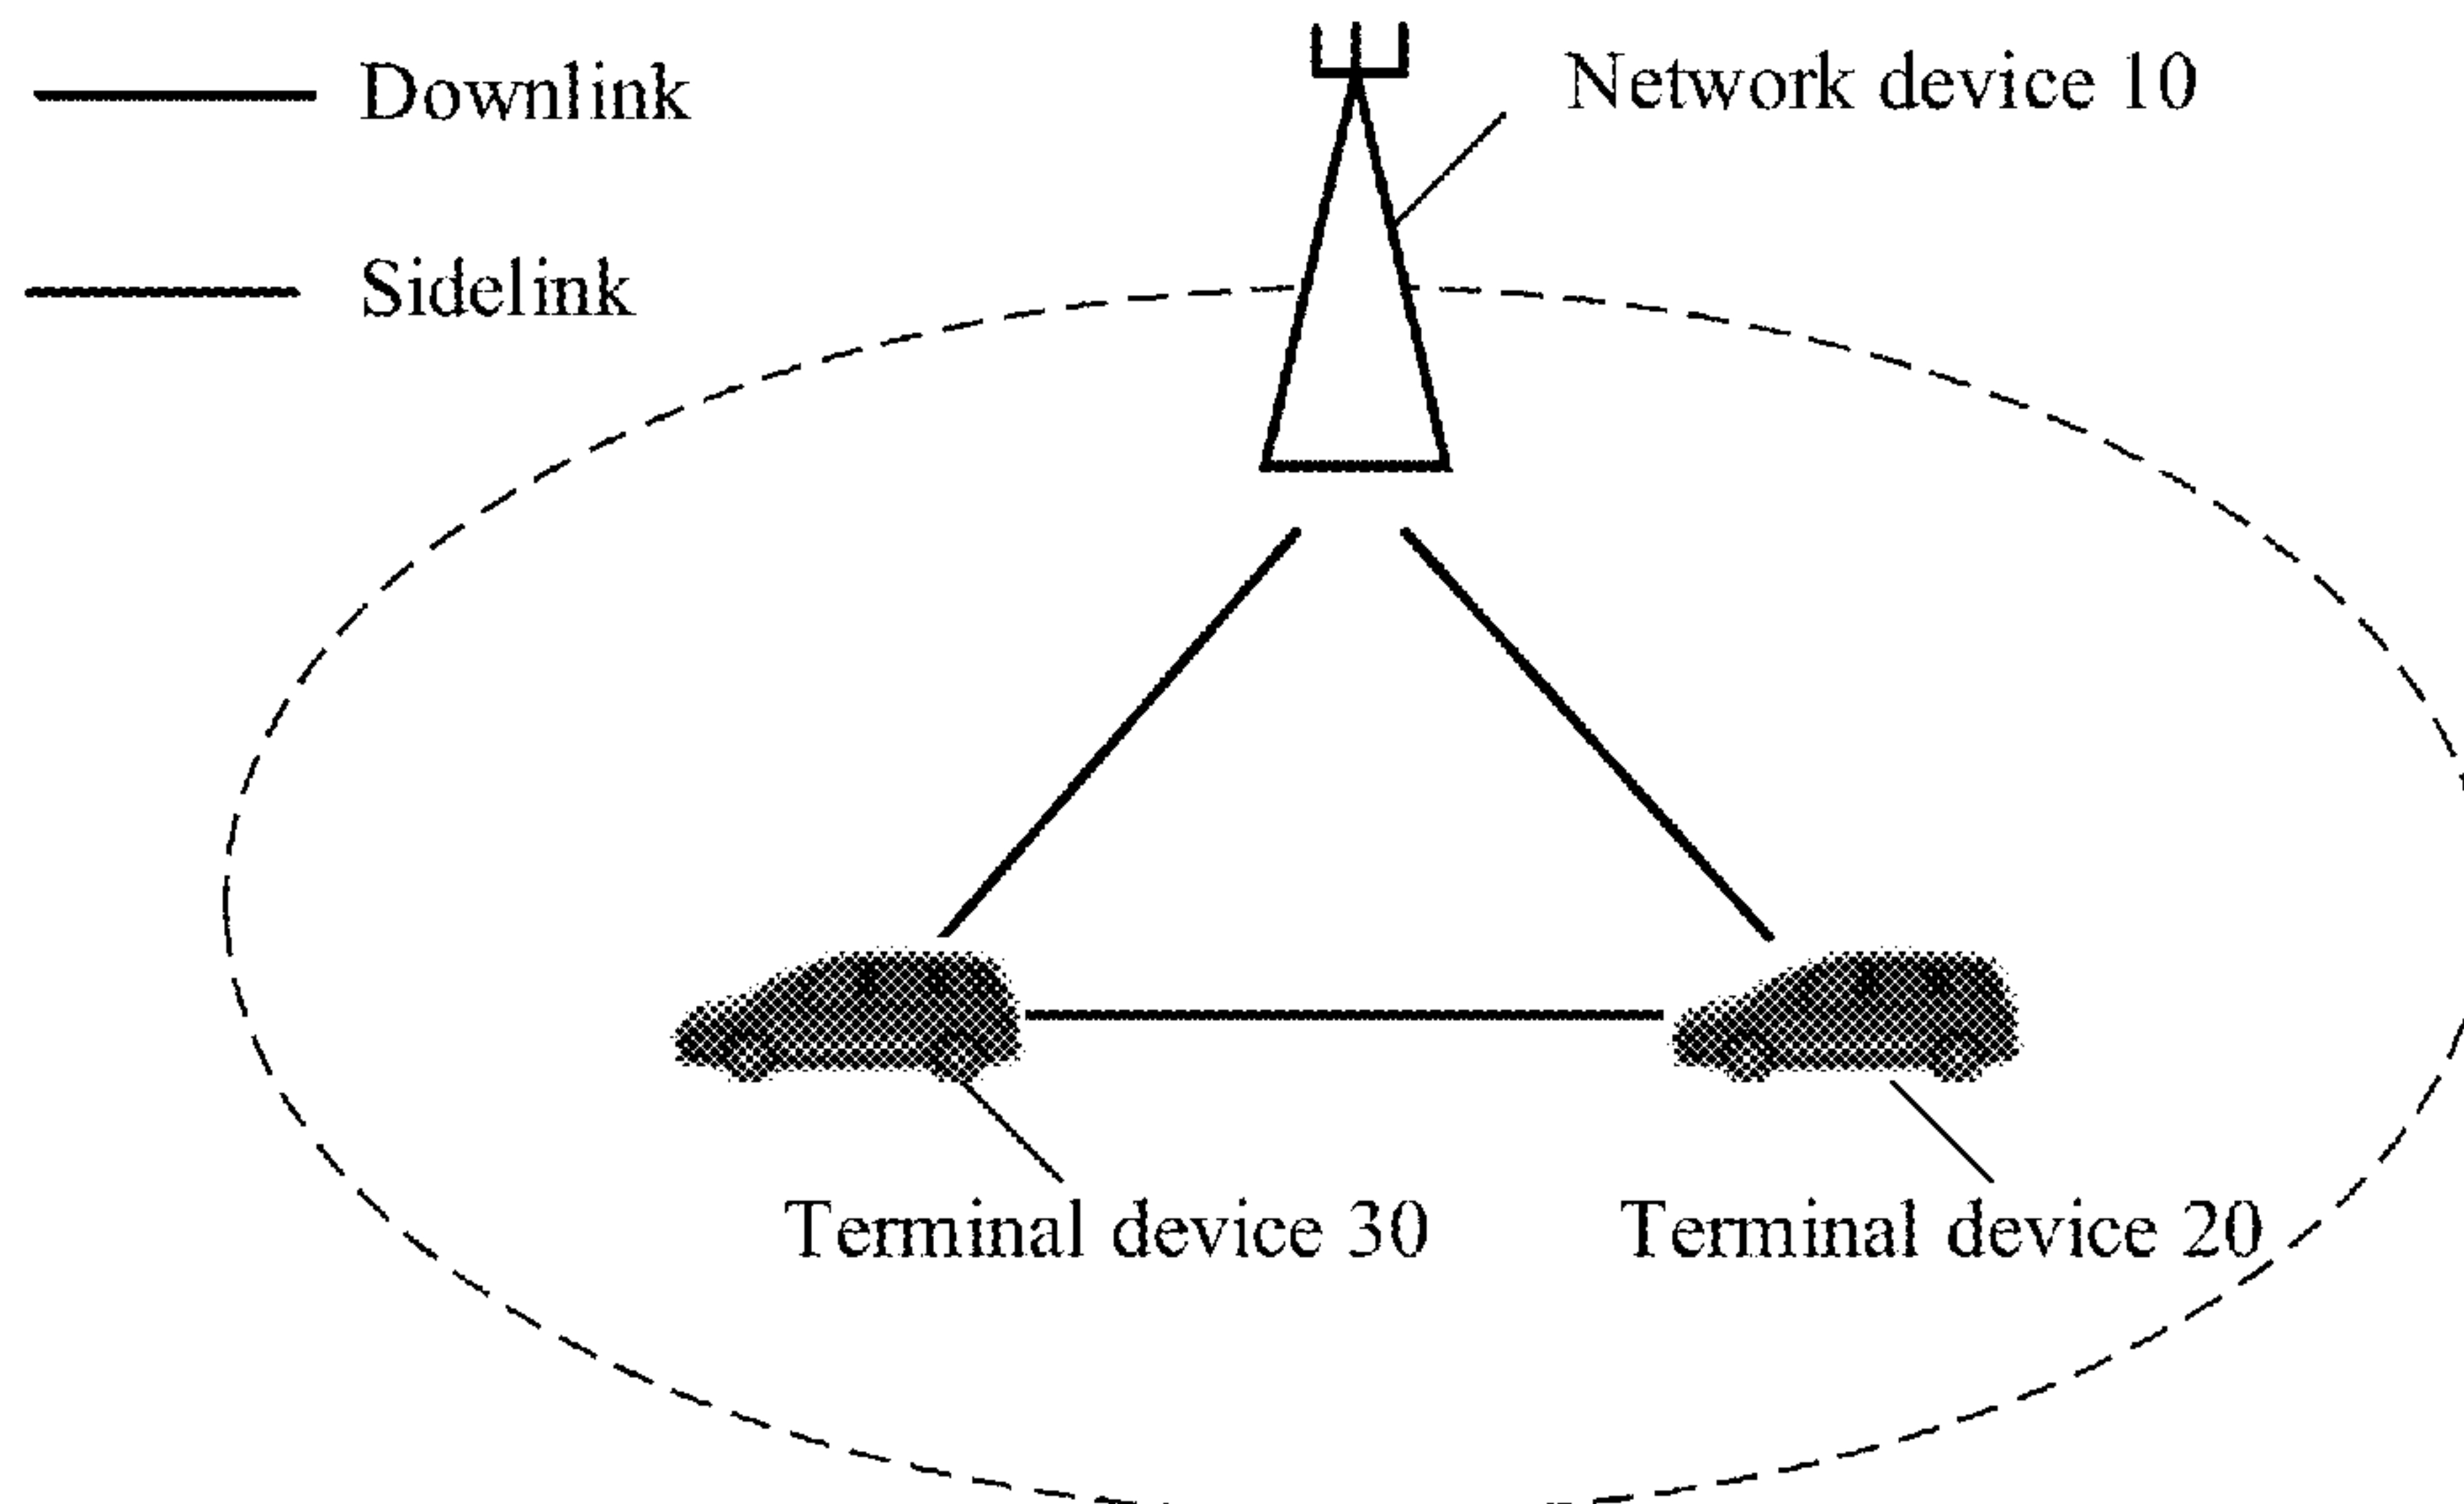 Downlink
Network device 10
Sidelink
Terminal device 30
Terminal device 20